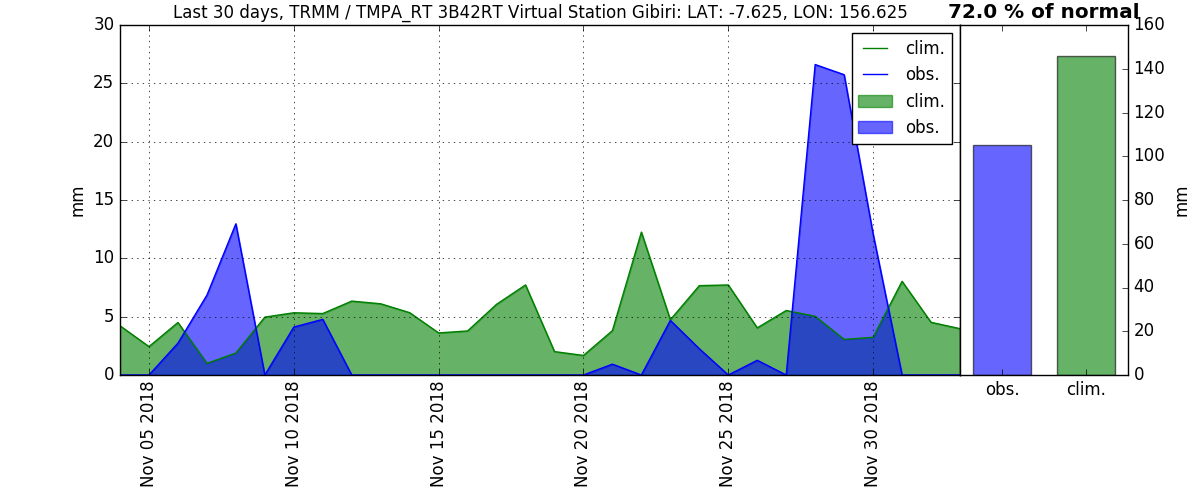 Last 30 days, TRMM / TMPA_RT 3B42RT Virtual Station Gibiri: LAT: -7.625, LON: 156.625
72.0 % of normal
30
25
20
15
10
5
0
mm
clim.
obs.
clim.
obs.
160
140
120
100
80
60
40
20
0
mm
obs.
clim.
Nov 05 2018
Nov 10 2018
Nov 15 2018
Nov 20 2018
Nov 25 2018
Nov 30 2018